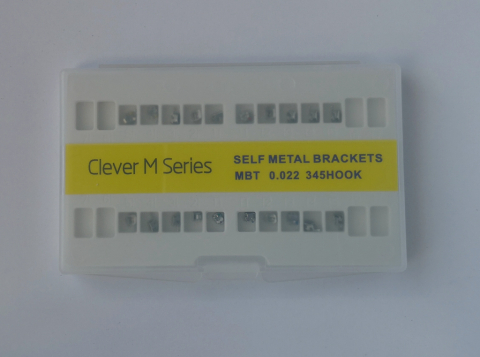 Clever M Series
SELF METAL BRACKETS
MBT 0.022 345HOOK